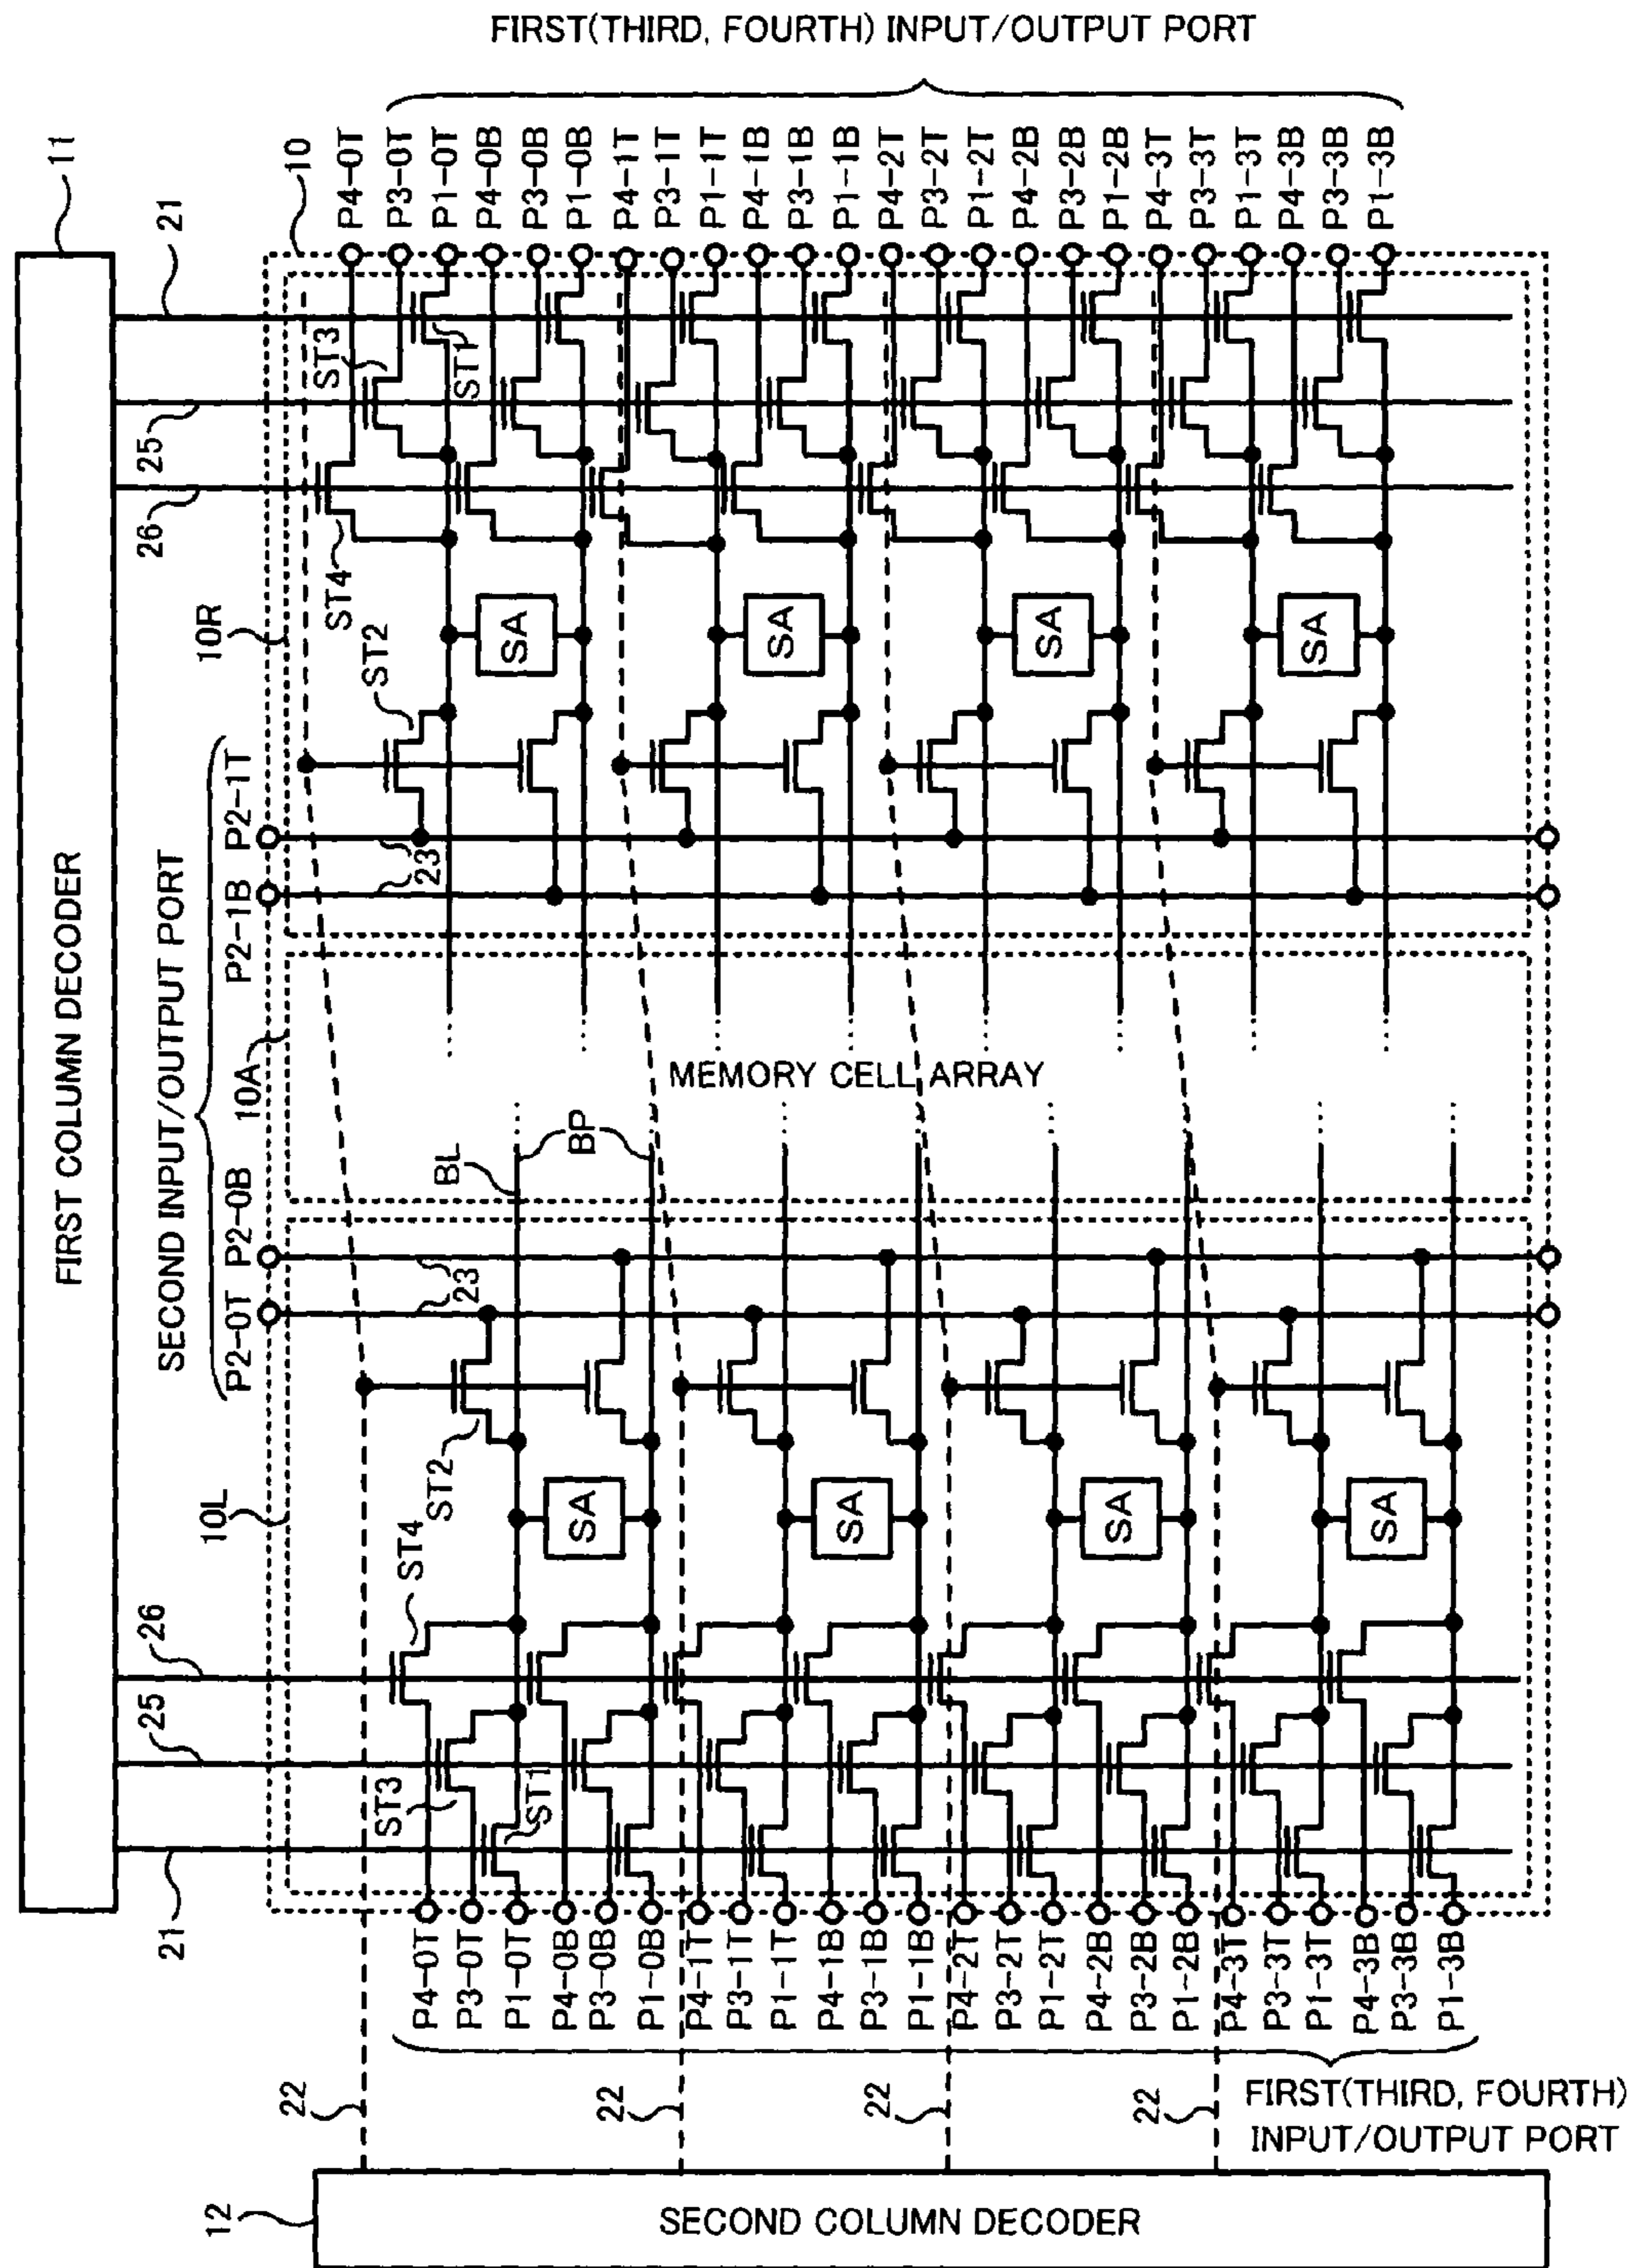 FIRST(THIRD, FOURTH) INPUT/OUTPUT PORT
FIRST COLUMN DECODER
11
10
21
25
26
10R
P4-0T
P3-0T
P1-0T
P4-0B
P3-0B
P1-0B
P4-1T
P3-1T
P1-1T
P4-1B
P3-1B
P1-1B
P4-2T
P3-2T
P1-2T
P4-2B
P3-2B
P1-2B
P4-3T
P3-3T
P1-3T
P4-3B
P3-3B
P1-3B
ST3
ST1
ST4
ST2
SA
SA
SA
SA
SECOND INPUT/OUTPUT PORT
P2-1T
P2-1B
23
10A
MEMORY CELL ARRAY
BL
BP
P2-0B
P2-0T
23
10L
ST2
ST4
SA
SA
SA
SA
26
25
21
ST3
ST1
P4-0T
P3-0T
P1-0T
P4-0B
P3-0B
P1-0B
P4-1T
P3-1T
P1-1T
P4-1B
P3-1B
P1-1B
P4-2T
P3-2T
P1-2T
P4-2B
P3-2B
P1-2B
P4-3T
P3-3T
P1-3T
P4-3B
P3-3B
P1-3B
22
22
22
22
FIRST(THIRD, FOURTH)
INPUT/OUTPUT PORT
12
SECOND COLUMN DECODER